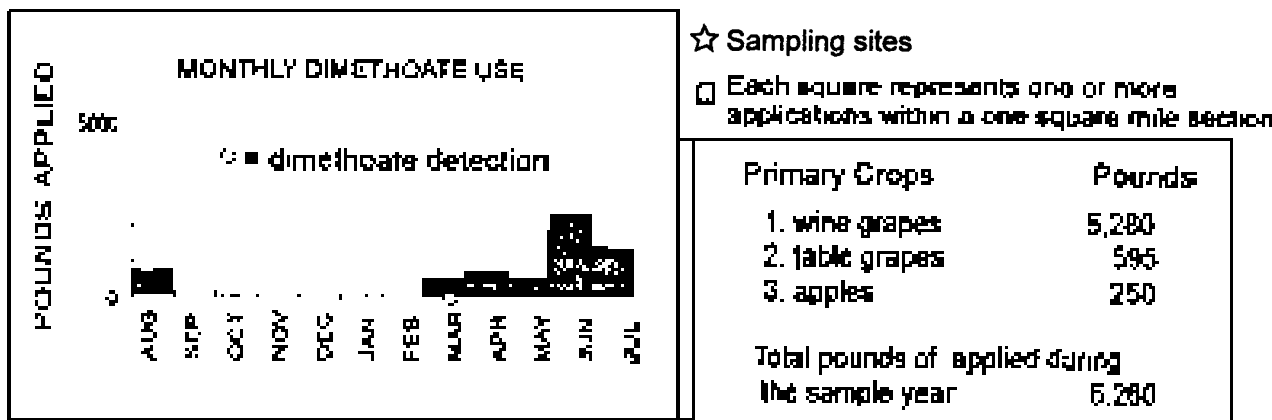 MONTHLY DIMETHOATE USE
POUNDS APPLIED
5000
= dimethoate detection
0
AUG SEP OCT NOV DEC JAN FEB MAR APR MAY JUN JUL
☆ Sampling sites
□ Each square represents one or more
applications within a one square mile section
Primary Crops Pounds
1. wine grapes 5,280
2. table grapes 595
3. apples 250
Total pounds of applied during
the sample year